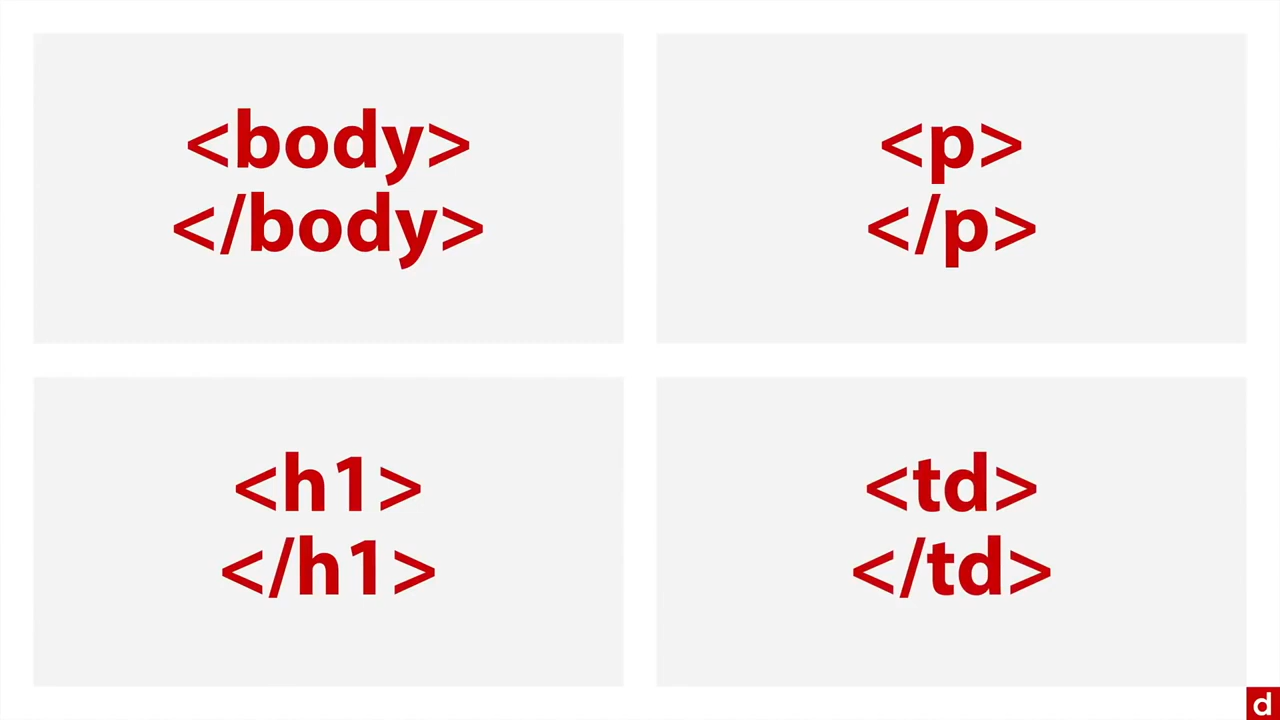 <body>
</body>
<p>
</p>
<h1>
</h1>
<td>
</td>
d